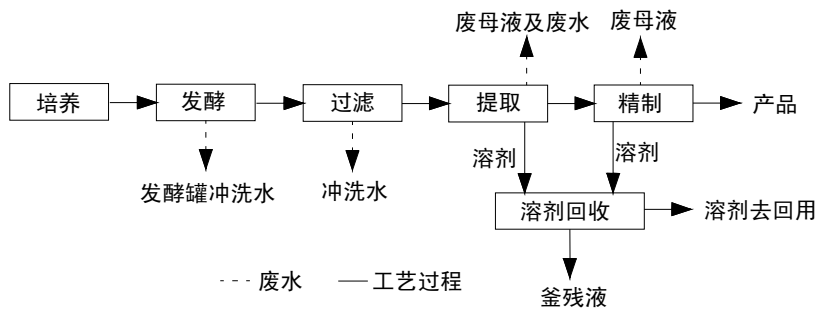 废母液及废水
废母液
培养
发酵
过滤
提取
精制
产品
溶剂
溶剂
发酵罐冲洗水
冲洗水
溶剂回收
溶剂去回用
废水
工艺过程
釜残液